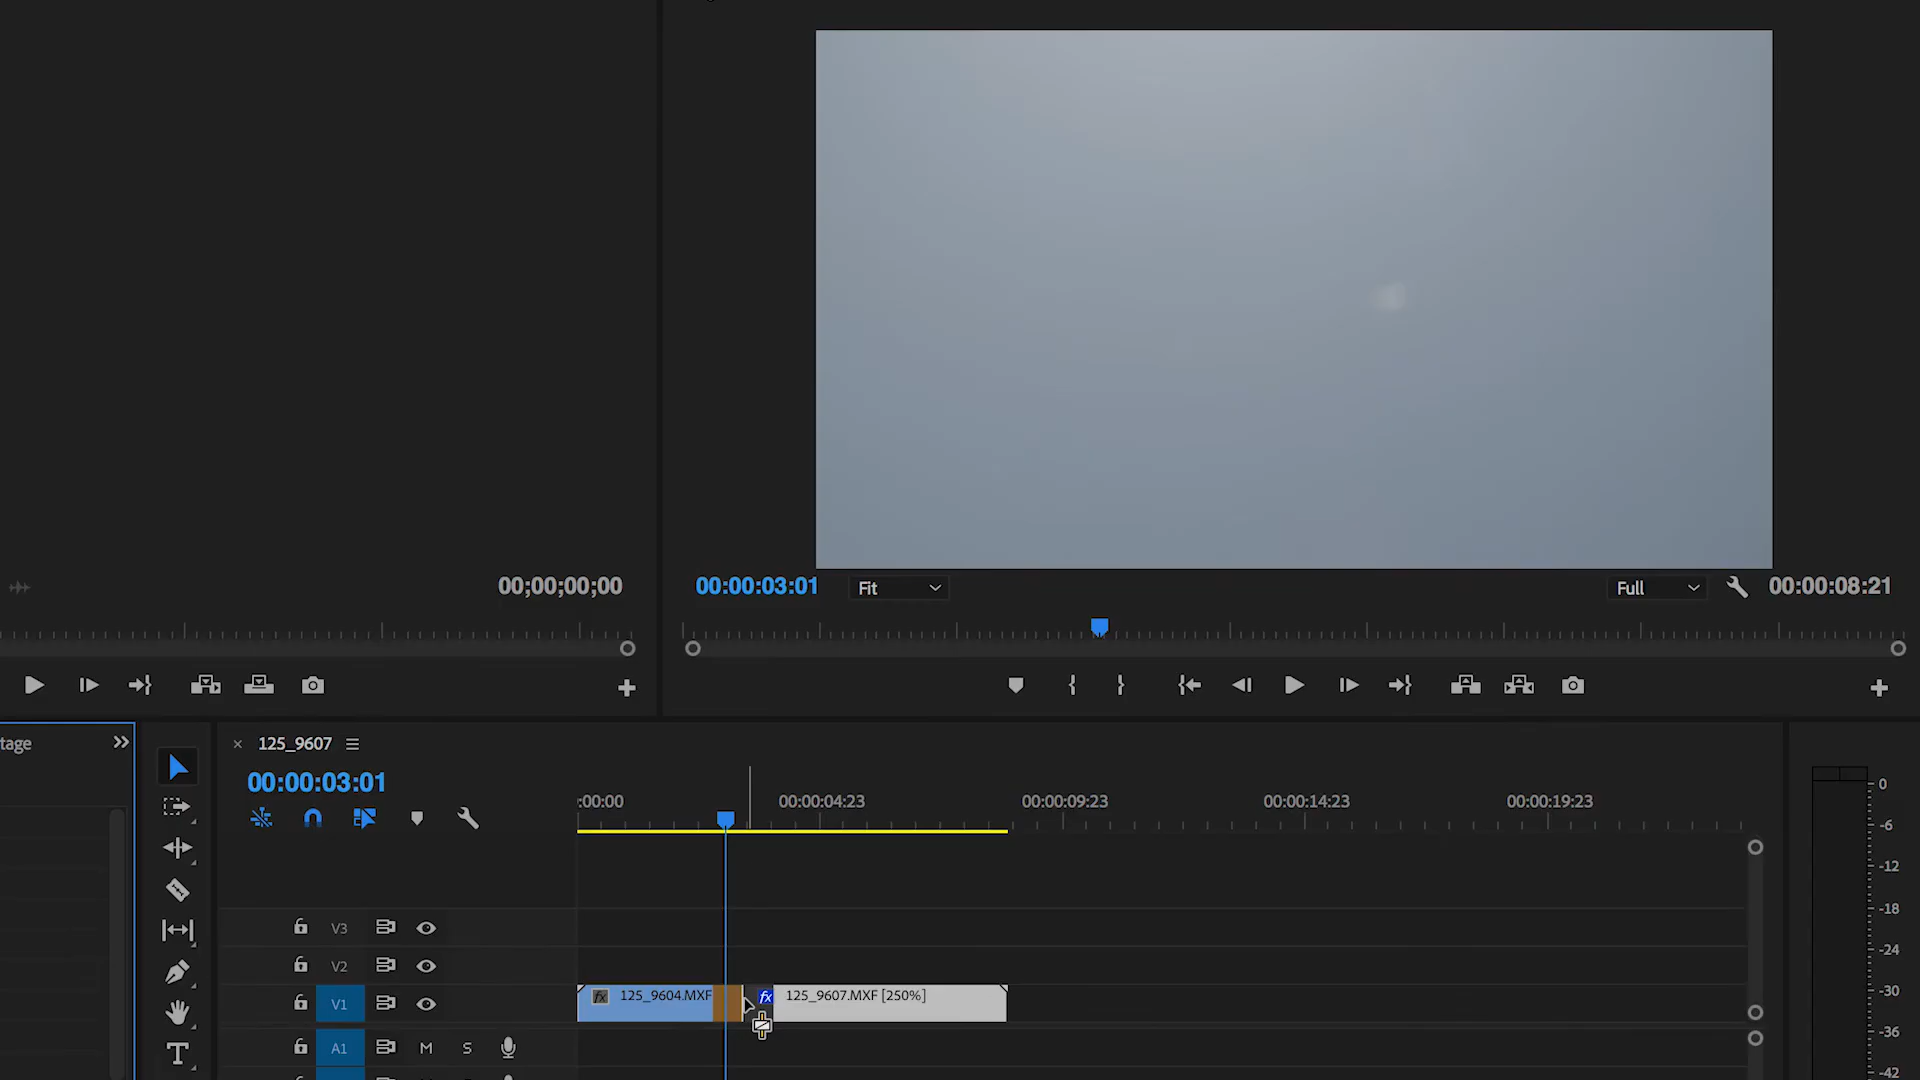 00;00;00;00
00:00:03:01
Fit
Full
00:00:08:21
tage
125_9607
00:00:03:01
:00:00
00:00:04:23
00:00:09:23
00:00:14:23
00:00:19:23
V3
V2
V1
fx 125_9604.MXF
fx 125_9607.MXF [250%]
A1
M
S
T
0
-6
-12
-18
-24
-30
-36
-42